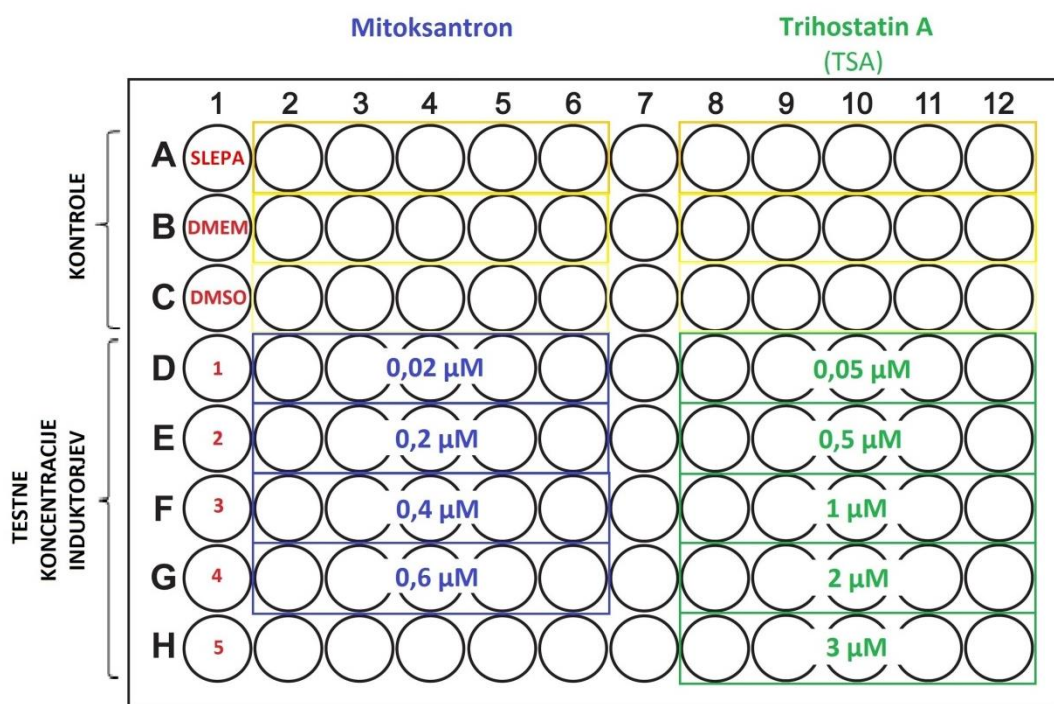 Mitoksantron
Trihostatin A
(TSA)
1 2 3 4 5 6 7 8 9 10 11 12
KONTROLE
A SLEPA
B DMEM
C DMSO
TESTNE
KONCENTRACIJE
INDUKTORJEV
D 1 0,02 µM 0,05 µM
E 2 0,2 µM 0,5 µM
F 3 0,4 µM 1 µM
G 4 0,6 µM 2 µM
H 5 3 µM